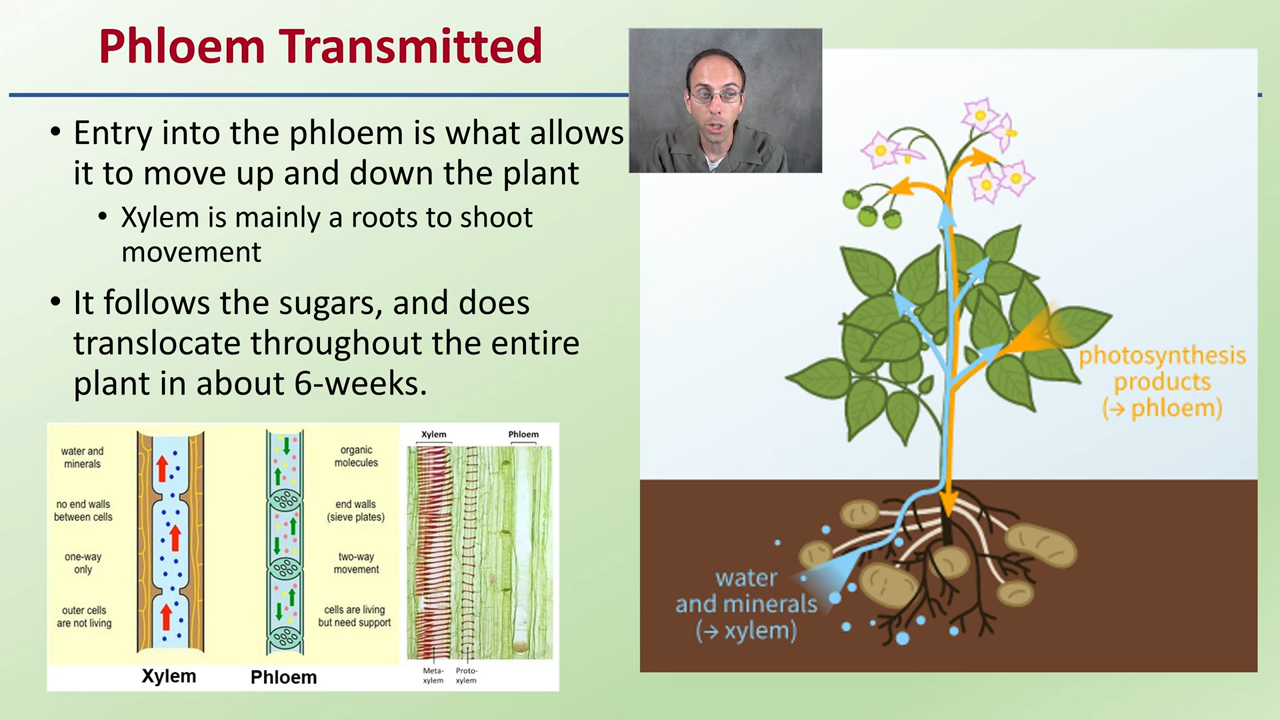 Phloem Transmitted
• Entry into the phloem is what allows
it to move up and down the plant
• Xylem is mainly a roots to shoot
movement
• It follows the sugars, and does
translocate throughout the entire
plant in about 6-weeks.
water and
minerals
no end walls
between cells
one-way
only
outer cells
are not living
Xylem
organic
molecules
end walls
(sieve plates)
two-way
movement
cells are living
but need support
Phloem
Xylem
Phloem
Meta-
xylem
Proto-
xylem
photosynthesis
products
(→ phloem)
water
and minerals
(→ xylem)